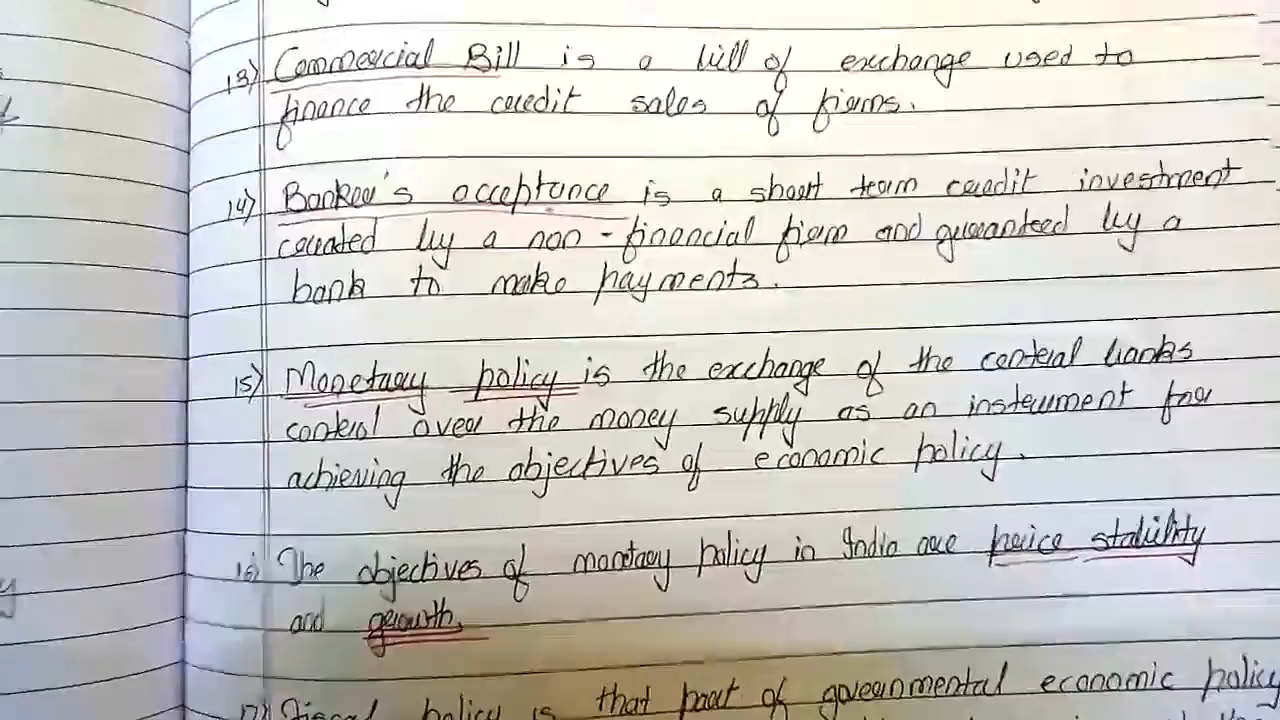 13) Commercial Bill is a bill of exchange used to
finance the credit sales of firms.
14) Banker's acceptance is a short team credit investment
created by a non-financial firm and guaranteed by a
bank to make payments.
15) Monetary policy is the exchange of the central banks
control over the money supply as an instrument for
achieving the objectives of economic policy.
16) The objectives of monetary policy in India are price stability
and growth.
17) Fiscal policy is that part of governmental economic policy